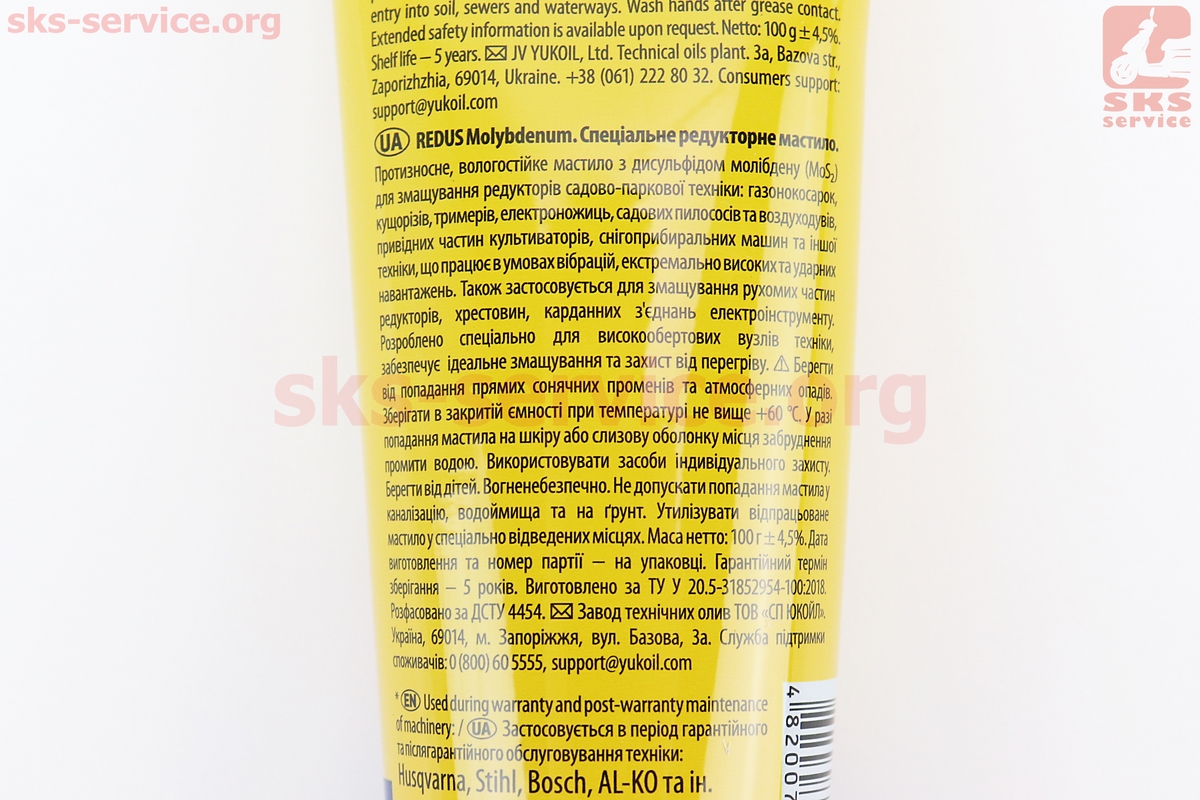 sks-service.org
SKS
service
entry into soil, sewers and waterways. Wash hands after grease contact.
Extended safety information is available upon request. Netto: 100 g ± 4,5%.
Shelf life – 5 years. ✉ JV YUKOIL, Ltd. Technical oils plant. 3a, Bazova str.,
Zaporizhzhia, 69014, Ukraine. +38 (061) 222 80 32. Consumers support:
support@yukoil.com
UA REDUS Molybdenum. Спеціальне редукторне мастило.
Протизносне, вологостійке мастило з дисульфідом молібдену (MoS₂)
для змащування редукторів садово-паркової техніки: газонокосарок,
кущорізів, тримерів, електроножиць, садових пилососів та воздуходувів,
привідних частин культиваторів, снігоприбиральних машин та іншої
техніки, що працює в умовах вібрацій, екстремально високих та ударних
навантажень. Також застосовується для змащування рухомих частин
редукторів, хрестовин, карданних з'єднань електроінструменту.
Розроблено спеціально для високообертових вузлів техніки,
забезпечує ідеальне змащування та захист від перегріву. ⚠ Берегти
від попадання прямих сонячних променів та атмосферних опадів.
Зберігати в закритій ємності при температурі не вище +60 °C. У разі
попадання мастила на шкіру або слизову оболонку місця забруднення
промити водою. Використовувати засоби індивідуального захисту.
Берегти від дітей. Вогненебезпечно. Не допускати попадання мастила у
каналізацію, водоймища та на ґрунт. Утилізувати відпрацьоване
мастило у спеціально відведених місцях. Маса нетто: 100 г ± 4,5%. Дата
виготовлення та номер партії – на упаковці. Гарантійний термін
зберігання – 5 років. Виготовлено за ТУ У 20.5-31852954-100:2018.
Розфасовано за ДСТУ 4454. ✉ Завод технічних олив ТОВ «СП ЮКОЙЛ».
Україна, 69014, м. Запоріжжя, вул. Базова, 3а. Служба підтримки
споживачів: 0 (800) 60 5555, support@yukoil.com
* EN Used during warranty and post-warranty maintenance
of machinery: / UA Застосовується в період гарантійного
та післягарантійного обслуговування техніки:
Husqvarna, Stihl, Bosch, AL-KO та ін.
4 82007
sks-service.org